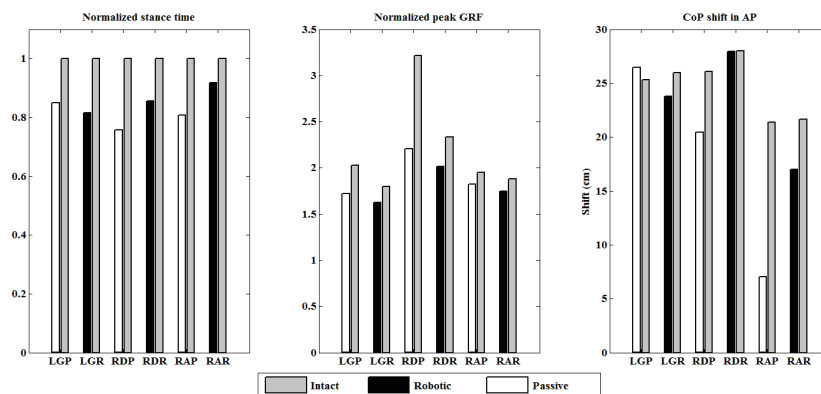 Normalized stance time
1
0.8
0.6
0.4
0.2
0
LGP LGR RDP RDR RAP RAR
Normalized peak GRF
3.5
3
2.5
2
1.5
1
0.5
0
LGP LGR RDP RDR RAP RAR
CoP shift in AP
Shift (cm)
30
25
20
15
10
5
0
LGP LGR RDP RDR RAP RAR
Intact Robotic Passive